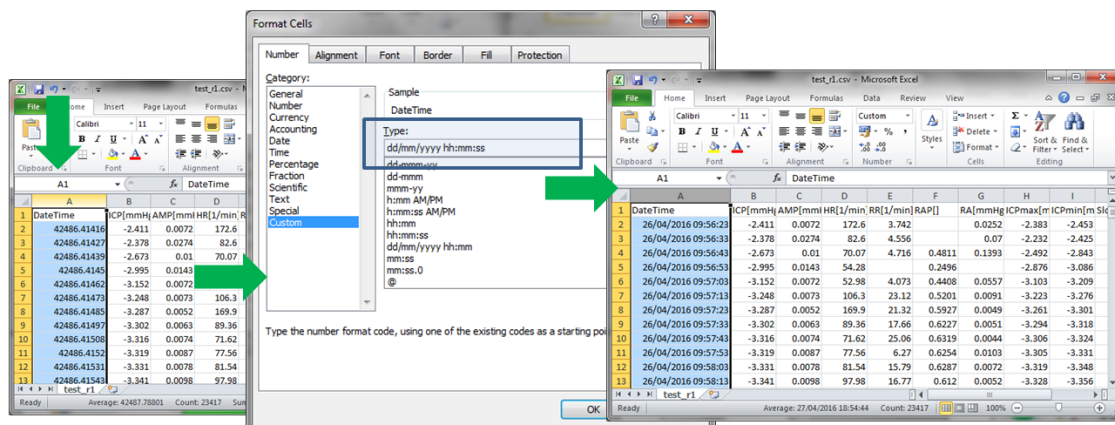 test_r1.csv - M
File Home Insert Page Layout Formulas
Calibri 11
Paste B I U A A
Clipboard Font Alignment
A1 fx DateTime
A B C D
1 DateTime ICP[mmHg AMP[mmH HR[1/min] R
2 42486.41416 -2.411 0.0072 172.6
3 42486.41427 -2.378 0.0274 82.6
4 42486.41439 -2.673 0.01 70.07
5 42486.4145 -2.995 0.0143
6 42486.41462 -3.152 0.0072
7 42486.41473 -3.248 0.0073 106.3
8 42486.41485 -3.287 0.0052 169.9
9 42486.41497 -3.302 0.0063 89.36
10 42486.41508 -3.316 0.0074 71.62
11 42486.4152 -3.319 0.0087 77.56
12 42486.41531 -3.331 0.0078 81.54
13 42486.41543 -3.341 0.0098 97.98
test_r1
Ready Average: 42487.78801 Count: 23417 Sum
Format Cells
Number Alignment Font Border Fill Protection
Category:
General
Number
Currency
Accounting
Date
Time
Percentage
Fraction
Scientific
Text
Special
Custom
Sample
DateTime
Type:
dd/mm/yyyy hh:mm:ss
dd-mmm-yy
dd-mmm
mmm-yy
h:mm AM/PM
h:mm:ss AM/PM
hh:mm
hh:mm:ss
dd/mm/yyyy hh:mm
mm:ss
mm:ss.0
@
Type the number format code, using one of the existing codes as a starting poi
OK
test_r1.csv - Microsoft Excel
File Home Insert Page Layout Formulas Data Review View
Calibri 11 Custom Insert
Paste B I U A A % , Styles Delete Sort & Find &
Format Filter Select
Clipboard Font Alignment Number Cells Editing
A1 fx DateTime
A B C D E F G H I
1 DateTime ICP[mmHg AMP[mmH HR[1/min] RR[1/min] RAP[] RA[mmHg ICPmax[m ICPmin[m Slo
2 26/04/2016 09:56:23 -2.411 0.0072 172.6 3.742 0.0252 -2.383 -2.453
3 26/04/2016 09:56:33 -2.378 0.0274 82.6 4.556 0.07 -2.232 -2.425
4 26/04/2016 09:56:43 -2.673 0.01 70.07 4.716 0.4811 0.1393 -2.492 -2.843
5 26/04/2016 09:56:53 -2.995 0.0143 54.28 0.2496 -2.876 -3.086
6 26/04/2016 09:57:03 -3.152 0.0072 52.98 4.073 0.4408 0.0557 -3.103 -3.209
7 26/04/2016 09:57:13 -3.248 0.0073 106.3 23.12 0.5201 0.0091 -3.223 -3.276
8 26/04/2016 09:57:23 -3.287 0.0052 169.9 21.32 0.5927 0.0049 -3.261 -3.301
9 26/04/2016 09:57:33 -3.302 0.0063 89.36 17.66 0.6227 0.0051 -3.294 -3.318
10 26/04/2016 09:57:43 -3.316 0.0074 71.62 25.06 0.6319 0.0044 -3.306 -3.324
11 26/04/2016 09:57:53 -3.319 0.0087 77.56 6.27 0.6254 0.0103 -3.305 -3.331
12 26/04/2016 09:58:03 -3.331 0.0078 81.54 15.79 0.6287 0.0072 -3.319 -3.348
13 26/04/2016 09:58:13 -3.341 0.0098 97.98 16.77 0.612 0.0052 -3.328 -3.356
test_r1
Ready Average: 27/04/2016 18:54:44 Count: 23417 100%